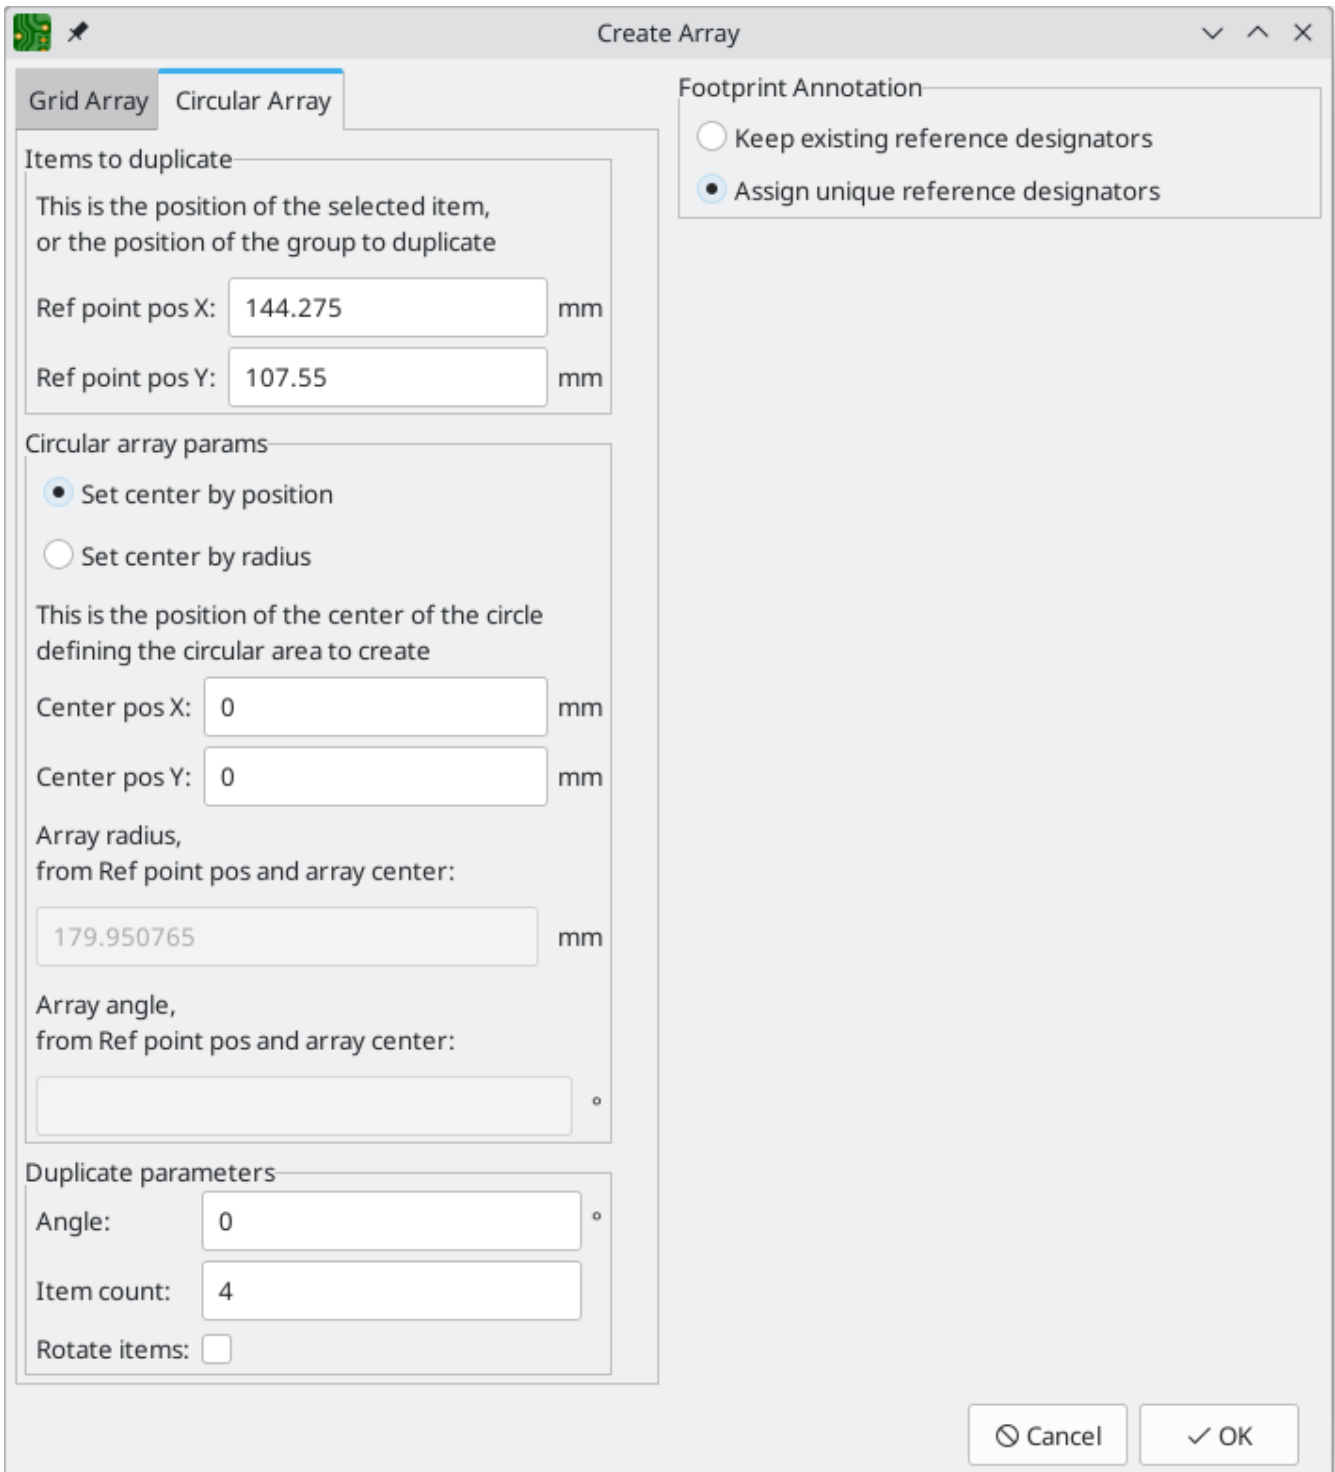 Create Array
Grid Array
Circular Array
Items to duplicate
This is the position of the selected item,
or the position of the group to duplicate
Ref point pos X: 144.275 mm
Ref point pos Y: 107.55 mm
Circular array params
Set center by position
Set center by radius
This is the position of the center of the circle
defining the circular area to create
Center pos X: 0 mm
Center pos Y: 0 mm
Array radius,
from Ref point pos and array center:
179.950765 mm
Array angle,
from Ref point pos and array center:
°
Duplicate parameters
Angle: 0 °
Item count: 4
Rotate items:
Footprint Annotation
Keep existing reference designators
Assign unique reference designators
Cancel
OK